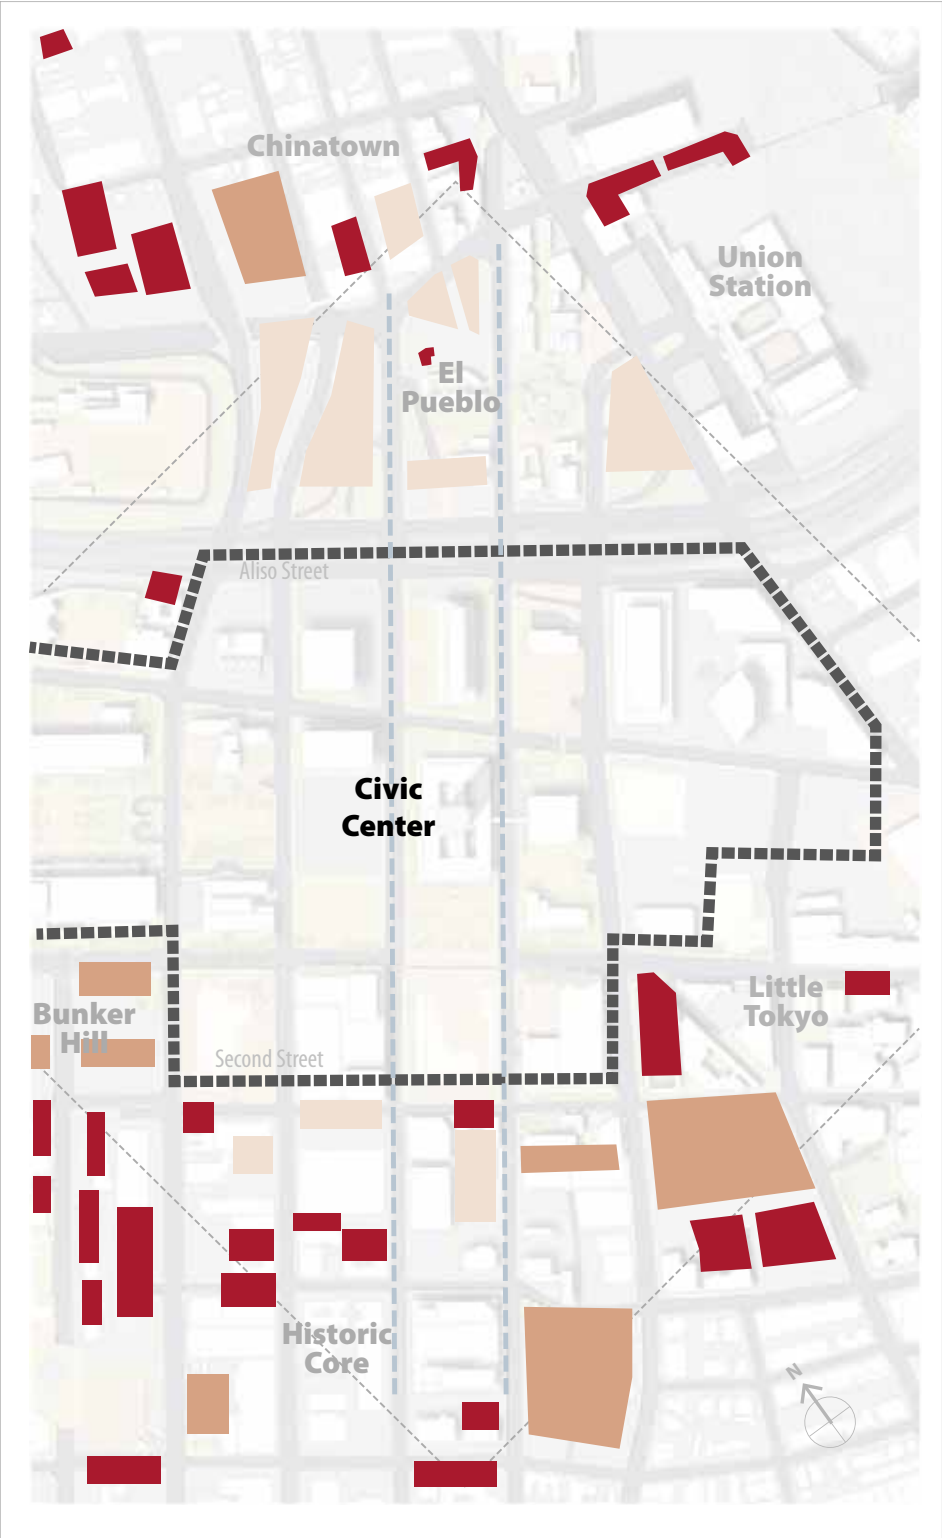 Chinatown
Union
Station
El
Pueblo
Aliso Street
Civic
Center
Little
Tokyo
Bunker
Hill
Second Street
Historic
Core
N